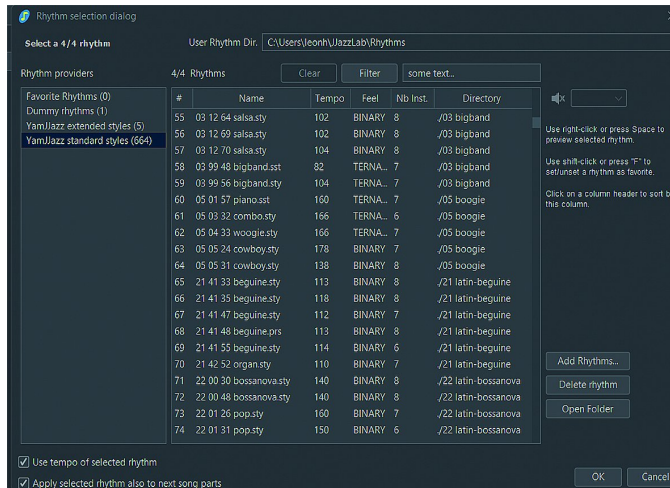 Rhythm selection dialog
Select a 4/4 rhythm
User Rhythm Dir. C:\Users\leonh\JazzLab\Rhythms
Rhythm providers
4/4 Rhythms Clear Filter some text...
Favorite Rhythms (0)
Dummy rhythms (1)
YamJJazz extended styles (5)
YamJJazz standard styles (664)
# Name Tempo Feel Nb Inst. Directory
55 03 12 64 salsa.sty 102 BINARY 8 ./03 bigband
56 03 12 69 salsa.sty 102 BINARY 8 ./03 bigband
57 03 12 70 salsa.sty 104 BINARY 8 ./03 bigband
58 03 99 48 bigband.sst 82 TERNA... 7 ./03 bigband
59 03 99 56 bigband.sty 104 TERNA... 7 ./03 bigband
60 05 01 57 piano.sst 160 TERNA... 7 ./05 boogie
61 05 03 32 combo.sty 166 TERNA... 6 ./05 boogie
62 05 04 33 woogie.sty 166 TERNA... 7 ./05 boogie
63 05 05 24 cowboy.sty 178 BINARY 7 ./05 boogie
64 05 05 31 cowboy.sty 138 BINARY 8 ./05 boogie
65 21 41 33 beguine.sty 113 BINARY 8 ./21 latin-beguine
66 21 41 35 beguine.sty 118 BINARY 8 ./21 latin-beguine
67 21 41 47 beguine.sty 112 BINARY 7 ./21 latin-beguine
68 21 41 48 beguine.prs 113 BINARY 8 ./21 latin-beguine
69 21 41 55 beguine.sty 114 BINARY 6 ./21 latin-beguine
70 21 42 52 organ.sty 110 BINARY 7 ./21 latin-beguine
71 22 00 30 bossanova.sty 140 BINARY 8 ./22 latin-bossanova
72 22 00 48 bossanova.sty 140 BINARY 8 ./22 latin-bossanova
73 22 01 26 pop.sty 160 BINARY 7 ./22 latin-bossanova
74 22 01 31 pop.sty 150 BINARY 6 ./22 latin-bossanova
Use right-click or press Space to
preview selected rhythm.
Use shift-click or press "F" to
set/unset a rhythm as favorite.
Click on a column header to sort b
this column.
Add Rhythms...
Delete rhythm
Open Folder
Use tempo of selected rhythm
Apply selected rhythm also to next song parts
OK Cancel